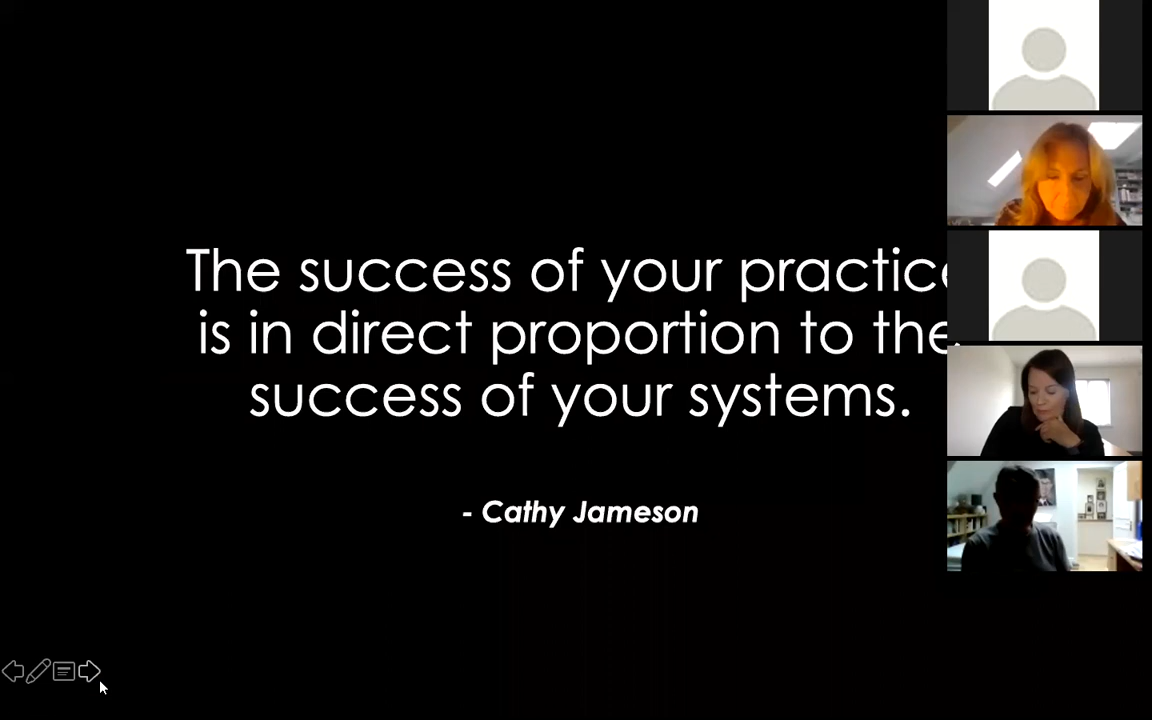 The success of your practice
is in direct proportion to the
success of your systems.
- Cathy Jameson